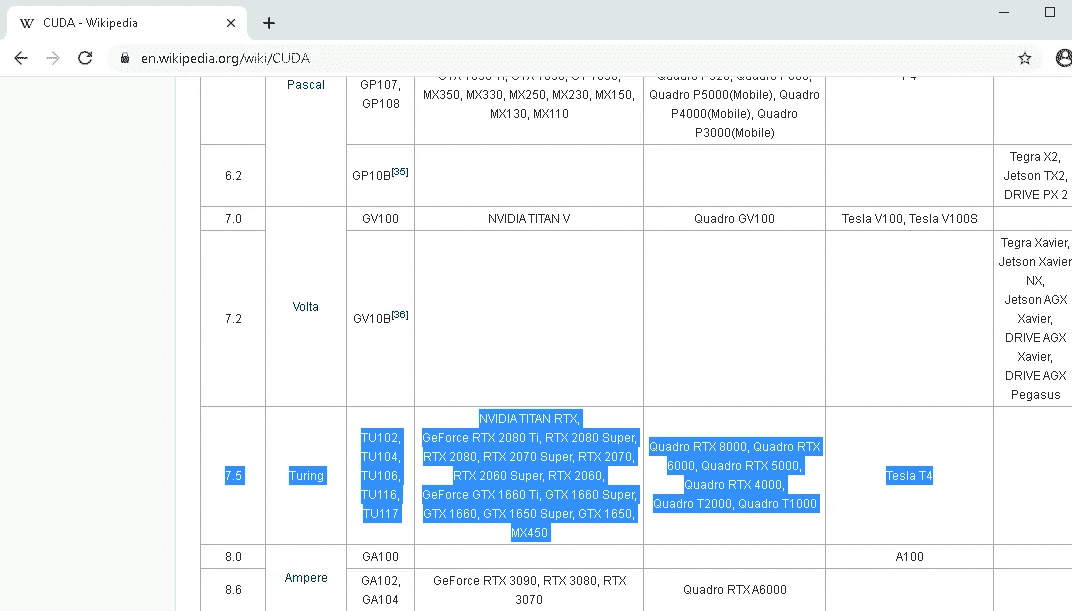 CUDA - Wikipedia
en.wikipedia.org/wiki/CUDA
Pascal
GP107,
GP108
MX350, MX330, MX250, MX230, MX150,
MX130, MX110
Quadro P5000(Mobile), Quadro
P4000(Mobile), Quadro
P3000(Mobile)
6.2
GP10B[35]
Tegra X2,
Jetson TX2,
DRIVE PX 2
7.0
GV100
NVIDIA TITAN V
Quadro GV100
Tesla V100, Tesla V100S
Volta
7.2
GV10B[36]
Tegra Xavier,
Jetson Xavier
NX,
Jetson AGX
Xavier,
DRIVE AGX
Xavier,
DRIVE AGX
Pegasus
7.5
Turing
TU102,
TU104,
TU106,
TU116,
TU117
NVIDIA TITAN RTX,
GeForce RTX 2080 Ti, RTX 2080 Super,
RTX 2080, RTX 2070 Super, RTX 2070,
RTX 2060 Super, RTX 2060,
GeForce GTX 1660 Ti, GTX 1660 Super,
GTX 1660, GTX 1650 Super, GTX 1650,
MX450
Quadro RTX 8000, Quadro RTX
6000, Quadro RTX 5000,
Quadro RTX 4000,
Quadro T2000, Quadro T1000
Tesla T4
8.0
GA100
A100
Ampere
8.6
GA102,
GA104
GeForce RTX 3090, RTX 3080, RTX
3070
Quadro RTX A6000